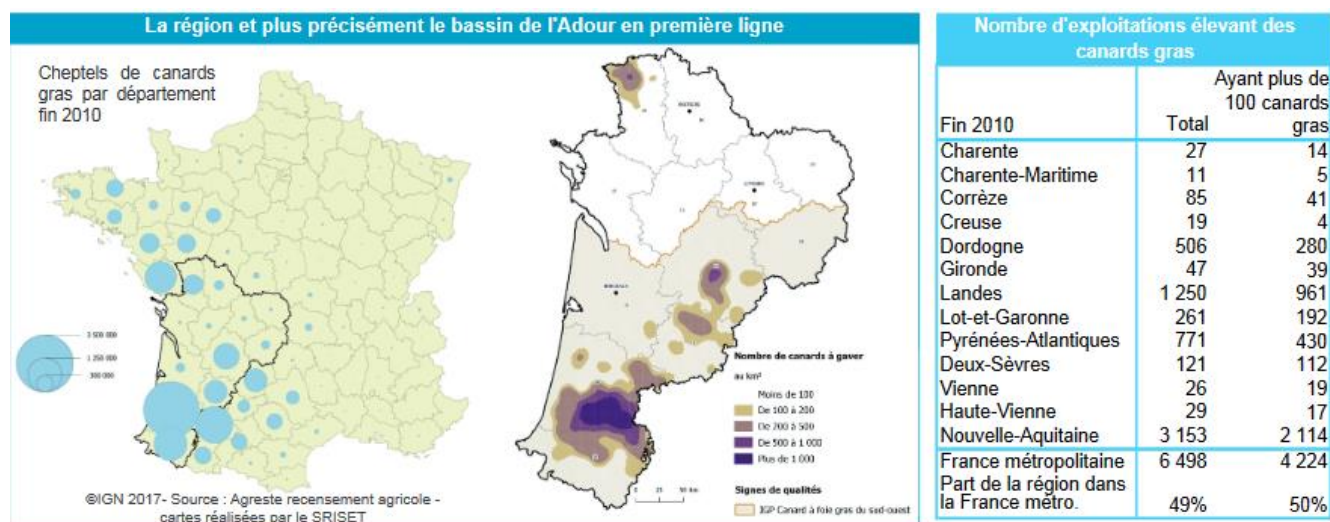 La région et plus précisément le bassin de l'Adour en première ligne
Cheptels de canards
gras par département
fin 2010
3 500 000
1 250 000
300 000
©IGN 2017- Source : Agreste recensement agricole -
cartes réalisées par le SRISET
Nombre de canards à gaver
au km²
Moins de 100
De 100 à 200
De 200 à 500
De 500 à 1 000
Plus de 1 000
0 25 50 km
Signes de qualités
IGP Canard à foie gras du sud-ouest
Nombre d'exploitations élevant des
canards gras
Fin 2010 Total Ayant plus de
100 canards
gras
Charente 27 14
Charente-Maritime 11 5
Corrèze 85 41
Creuse 19 4
Dordogne 506 280
Gironde 47 39
Landes 1 250 961
Lot-et-Garonne 261 192
Pyrénées-Atlantiques 771 430
Deux-Sèvres 121 112
Vienne 26 19
Haute-Vienne 29 17
Nouvelle-Aquitaine 3 153 2 114
France métropolitaine 6 498 4 224
Part de la région dans
la France métro. 49% 50%